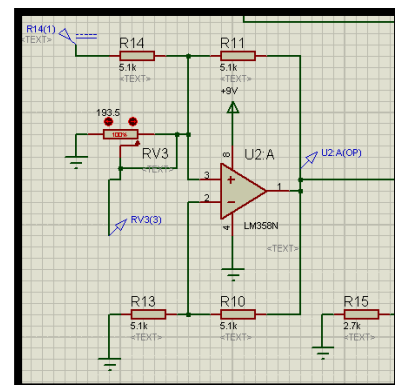 R14(1)
<TEXT>
R14
5.1k
<TEXT>
R11
5.1k
<TEXT>
+9V
193.5
100%
RV3
<TEXT>
RV3(3)
8
U2:A
3
2
1
4
U2:A(OP)
LM358N
<TEXT>
R13
5.1k
<TEXT>
R10
5.1k
<TEXT>
R15
2.7k
<TEXT>